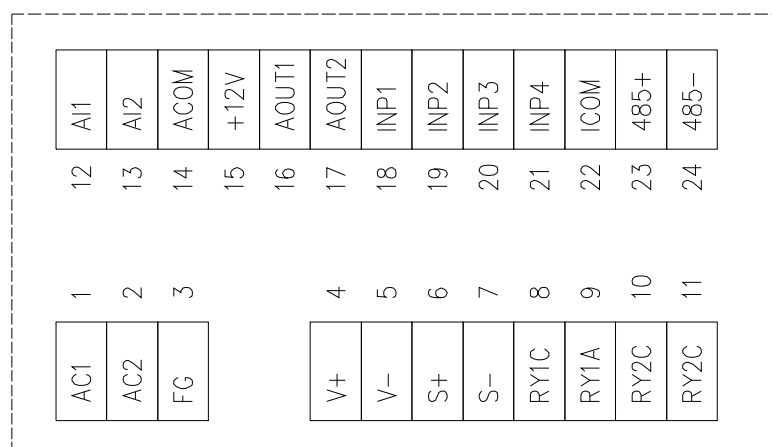 AI1 AI2 ACOM +12V AOUT1 AOUT2 INP1 INP2 INP3 INP4 ICOM 485+ 485-
12 13 14 15 16 17 18 19 20 21 22 23 24
1 2 3 4 5 6 7 8 9 10 11
AC1 AC2 FG V+ V- S+ S- RY1C RY1A RY2C RY2C